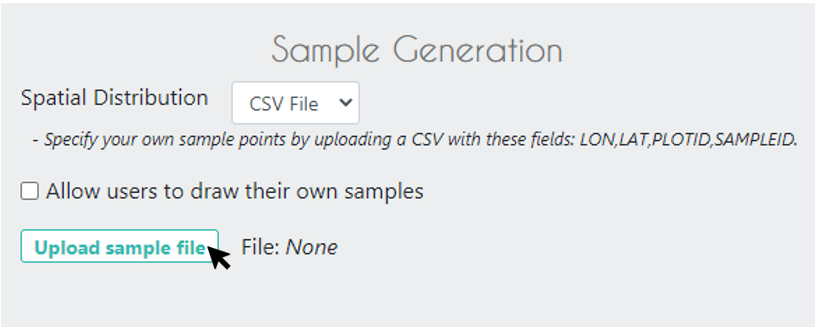 Sample Generation
Spatial Distribution CSV File
- Specify your own sample points by uploading a CSV with these fields: LON,LAT,PLOTID,SAMPLEID.
Allow users to draw their own samples
Upload sample file File: None